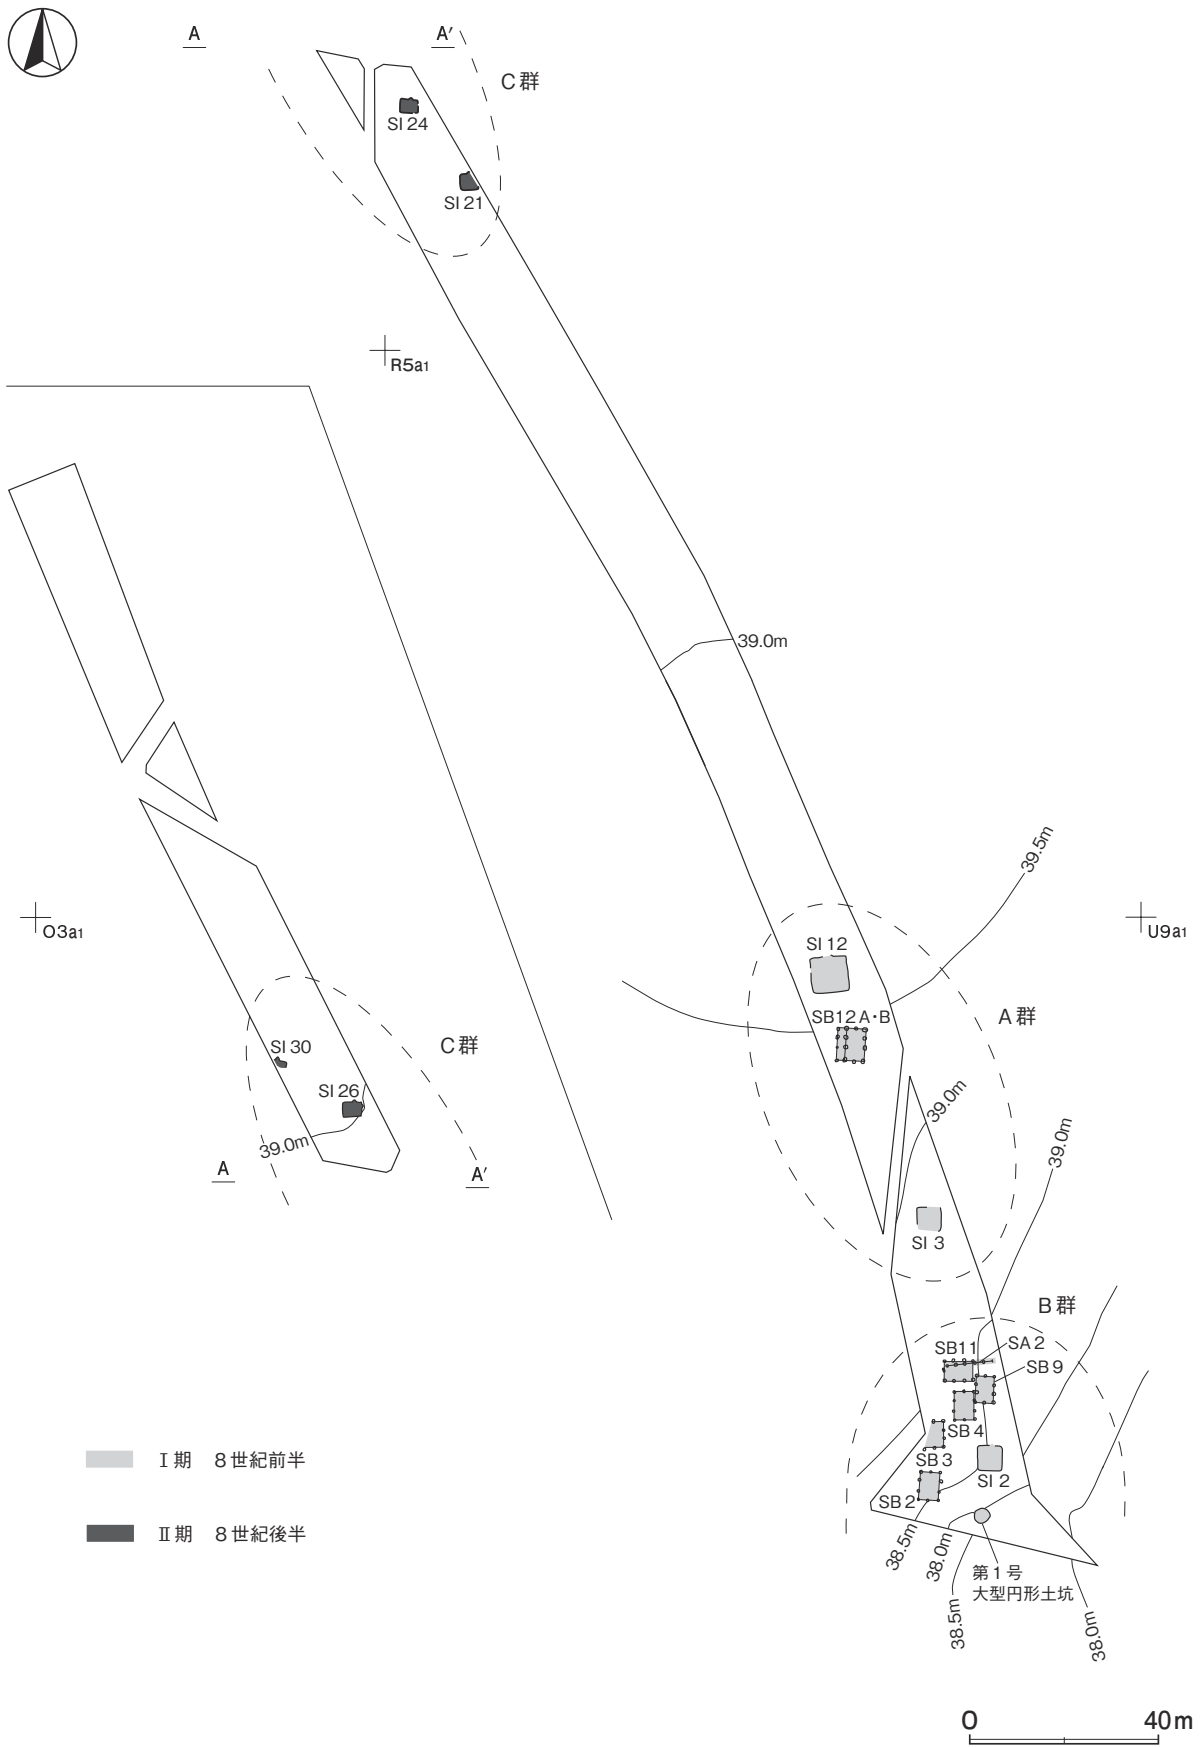 A
A′
C群
SI 24
SI 21
R5a1
39.0m
39.5m
O3a1
U9a1
SI 12
SB12 A・B
A群
SI 30
C群
SI 26
39.0m
A
A′
39.0m
39.0m
SI 3
B群
SB11
SA 2
SB 9
SB 4
SB 3
SI 2
SB 2
Ⅰ期 8世紀前半
Ⅱ期 8世紀後半
38.5m
38.0m
第1号
大型円形土坑
38.5m
38.0m
0 40m